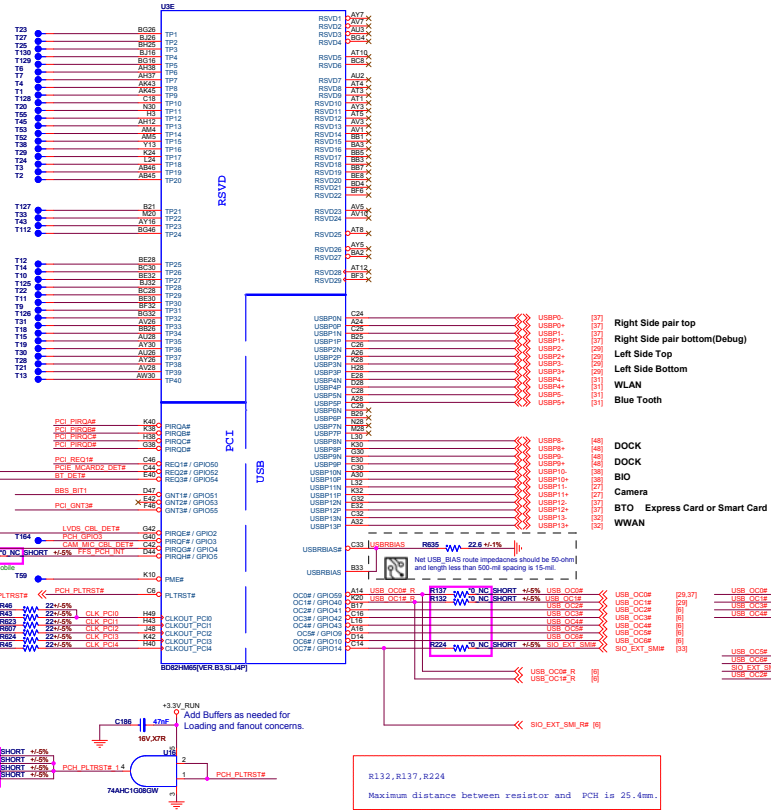 U3E
T23 BG26 TP1
T27 BJ26 TP2
T25 BH25 TP3
T130 BJ16 TP4
T129 BG16 TP5
T6 AH38 TP6
T7 AH37 TP7
T4 AK43 TP8
T1 AK45 TP9
T128 C18 TP10
T20 N30 TP11
T55 H3 TP12
T45 AH12 TP13
T53 AM4 TP14
T52 AM5 TP15
T38 Y13 TP16
T29 K24 TP17
T24 L24 TP18
T3 AB46 TP19
T2 AB45 TP20
T127 B21 TP21
T33 M20 TP22
T43 AY16 TP23
T112 BG46 TP24
T12 BE28 TP25
T14 BC30 TP26
T10 BE32 TP27
T125 BJ32 TP28
T22 BC28 TP29
T11 BE30 TP30
T9 BF32 TP31
T126 BG32 TP32
T31 AV26 TP33
T18 BB26 TP34
T15 AU28 TP35
T19 AY30 TP36
T30 AU26 TP37
T28 AY26 TP38
T21 AV28 TP39
T13 AW30 TP40
RSVD
RSVD1 AY7
RSVD2 AV7
RSVD3 AU3
RSVD4 BG4
RSVD5 AT10
RSVD6 BC8
RSVD7 AU2
RSVD8 AT4
RSVD9 AT3
RSVD10 AT1
RSVD11 AY3
RSVD12 AT5
RSVD13 AV3
RSVD14 AV1
RSVD15 BB1
RSVD16 BA3
RSVD17 BB5
RSVD18 BB3
RSVD19 BB7
RSVD20 BE8
RSVD21 BD4
RSVD22 BF6
RSVD23 AV5
RSVD24 AV10
RSVD25 AT8
RSVD26 AY5
RSVD27 BA2
RSVD28 AT12
RSVD29 BF3
USBP0N C24 USBP0- [37]
USBP0P A24 USBP0+ [37] Right Side pair top
USBP1N C25 USBP1- [37]
USBP1P B25 USBP1+ [37] Right Side pair bottom(Debug)
USBP2N C26 USBP2- [29]
USBP2P A26 USBP2+ [29] Left Side Top
USBP3N K28 USBP3- [29]
USBP3P H28 USBP3+ [29] Left Side Bottom
USBP4N E28 USBP4- [31]
USBP4P D28 USBP4+ [31] WLAN
USBP5N C28 USBP5- [31]
USBP5P A28 USBP5+ [31] Blue Tooth
USBP6N C29
USBP6P B29
USBP7N N28
USBP7P M28
USBP8N L30 USBP8- [48]
USBP8P K30 USBP8+ [48] DOCK
USBP9N G30 USBP9- [48]
USBP9P E30 USBP9+ [48] DOCK
USBP10N C30 USBP10- [38]
USBP10P A30 USBP10+ [38] BIO
USBP11N L32 USBP11- [27]
USBP11P K32 USBP11+ [27] Camera
USBP12N G32 USBP12- [37]
USBP12P E32 USBP12+ [37] BTO Express Card or Smart Card
USBP13N C32 USBP13- [32]
USBP13P A32 USBP13+ [32] WWAN
PCI
USB
PCI_PIRQA# K40 PIRQA#
PCI_PIRQB# K38 PIRQB#
PCI_PIRQC# H38 PIRQC#
PCI_PIRQD# G38 PIRQD#
PCI_REQ1# C46 REQ1# / GPIO50
PCIE_MCARD2_DET# C44 REQ2# / GPIO52
BT_DET# E40 REQ3# / GPIO54
BBS_BIT1 D47 GNT1# / GPIO51
E42 GNT2# / GPIO53
PCI_GNT3# F46 GNT3# / GPIO55
LVDS_CBL_DET# G42 PIRQE# / GPIO2
T164 PCH_GPIO3 G40 PIRQF# / GPIO3
CAM_MIC_CBL_DET# C42 PIRQG# / GPIO4
*0_NC_SHORT +/-5% FFS_PCH_INT D44 PIRQH# / GPIO5
T59 K10 PME#
PLTRST# PCH_PLTRST# C6 PLTRST#
R46 22+/-5% CLK_PCI0 H49 CLKOUT_PCI0
R43 22+/-5% CLK_PCI1 H43 CLKOUT_PCI1
R623 22+/-5%
R607 22+/-5% CLK_PCI2 J48 CLKOUT_PCI2
R624 22+/-5% CLK_PCI3 K42 CLKOUT_PCI3
R45 22+/-5% CLK_PCI4 H40 CLKOUT_PCI4
BD82HM65[VER.B3,SLJ4P]
USBRBIAS# C33 USBRBIAS R635 22.6 +/-1%
USBRBIAS B33
Net USB_BIAS route impedacnes should be 50-ohm
and length less than 500-mil spacing is 15-mil.
OC0# / GPIO59 A14 USB_OC0#_R R137 *0_NC_SHORT +/-5% USB_OC0# USB_OC0# [29,37]
OC1# / GPIO40 K20 USB_OC1#_R R132 *0_NC_SHORT +/-5% USB_OC1# USB_OC1# [29]
OC2# / GPIO41 B17 USB_OC2# USB_OC2# [6]
OC3# / GPIO42 C16 USB_OC3# USB_OC3# [6]
OC4# / GPIO43 L16 USB_OC4# USB_OC4# [6]
OC5# / GPIO9 A16 USB_OC5# USB_OC5# [6]
OC6# / GPIO10 D14 USB_OC6# USB_OC6# [6]
OC7# / GPIO14 C14 R224 *0_NC_SHORT +/-5% SIO_EXT_SMI# SIO_EXT_SMI# [33]
USB_OC0#
USB_OC1#
USB_OC3#
USB_OC4#
USB_OC5#
USB_OC6#
USB_OC2#
USB_OC0#_R [6]
USB_OC1#_R [6]
SIO_EXT_SMI_R# [6]
+3.3V_RUN
Add Buffers as needed for
Loading and fanout concerns.
C186 47nF
16V,X7R
U16
5
SHORT +/-5%
SHORT +/-5%
SHORT +/-5%
SHORT +/-5%
PCH_PLTRST#_1 4
2
1 PCH_PLTRST#
3
74AHC1G08GW
R132,R137,R224
Maximum distance between resistor and PCH is 25.4mm.